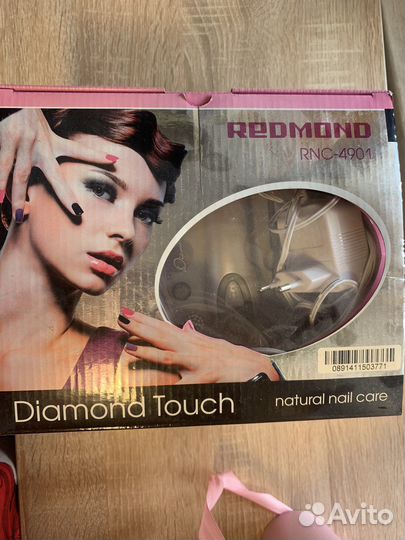 REDMOND
RNC-4901
0891411503771
Diamond Touch
natural nail care
Avito